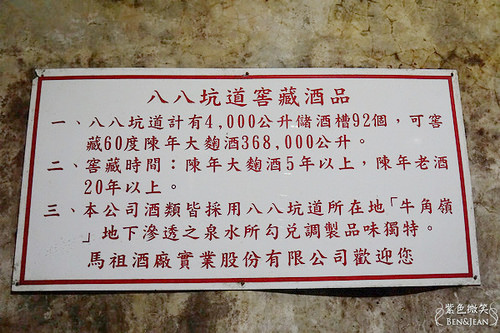 八八坑道窖藏酒品
一、八八坑道計有4,000公升儲酒槽92個，可窖
藏60度陳年大麴酒368,000公升。
二、窖藏時間：陳年大麴酒5年以上，陳年老酒
20年以上。
三、本公司酒類皆採用八八坑道所在地「牛角嶺
」地下滲透之泉水所勾兌調製品味獨特。
馬祖酒廠實業股份有限公司歡迎您
紫色微笑
BEN&JEAN